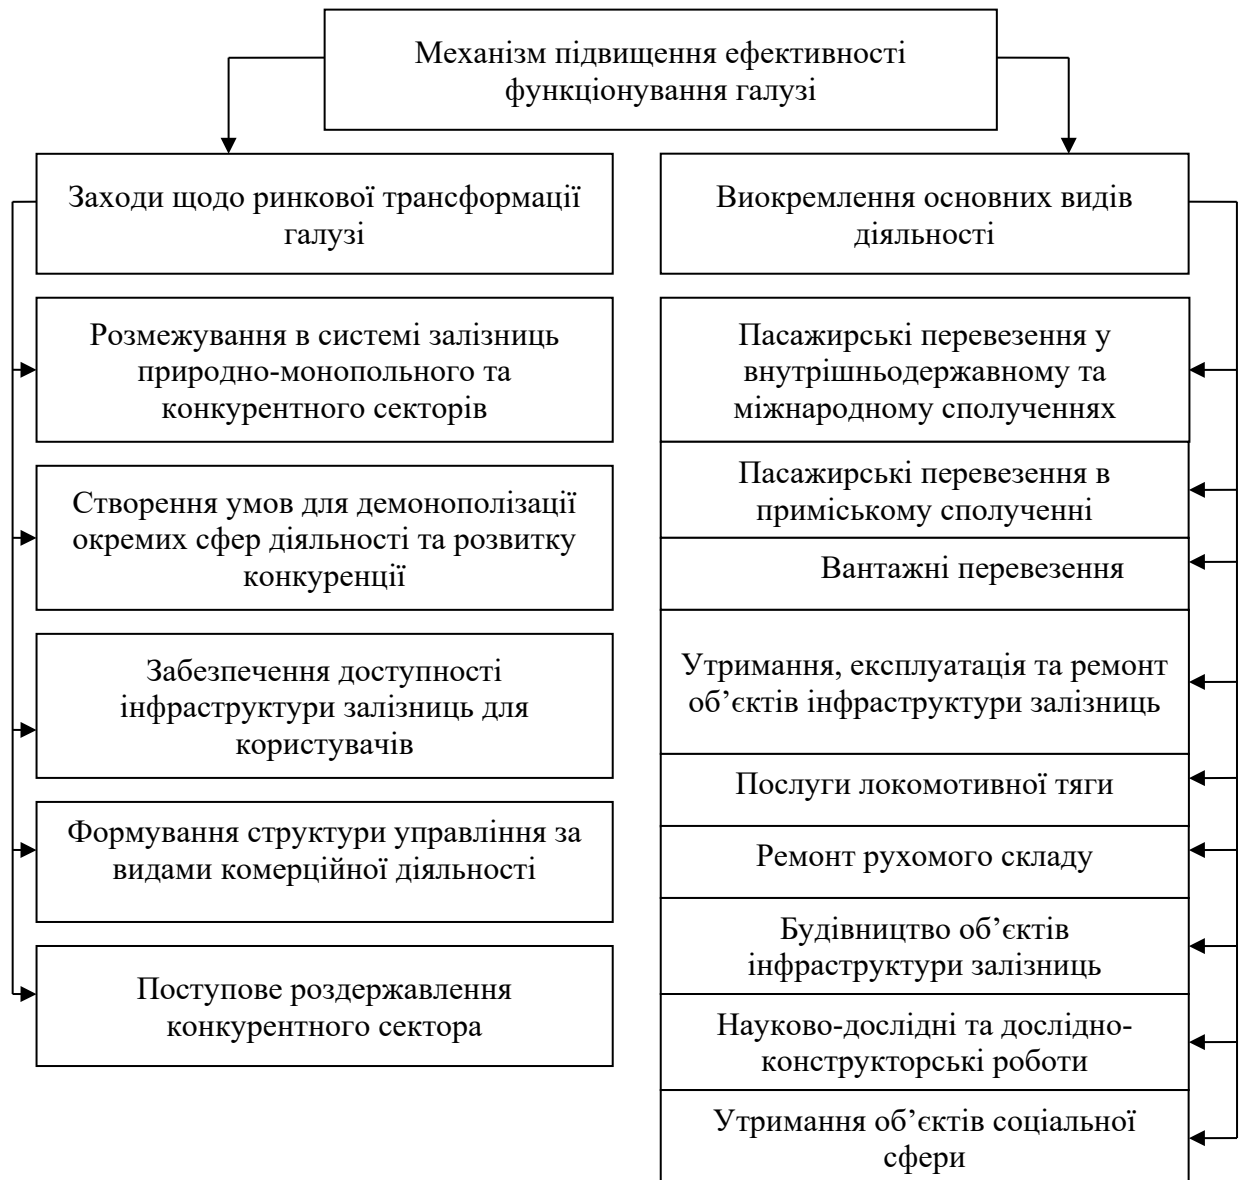 Механізм підвищення ефективності
функціонування галузі
Заходи щодо ринкової трансформації
галузі
Розмежування в системі залізниць
природно-монопольного та
конкурентного секторів
Створення умов для демонополізації
окремих сфер діяльності та розвитку
конкуренції
Забезпечення доступності
інфраструктури залізниць для
користувачів
Формування структури управління за
видами комерційної діяльності
Поступове роздержавлення
конкурентного сектора
Виокремлення основних видів
діяльності
Пасажирські перевезення у
внутрішньодержавному та
міжнародному сполученнях
Пасажирські перевезення в
приміському сполученні
Вантажні перевезення
Утримання, експлуатація та ремонт
об’єктів інфраструктури залізниць
Послуги локомотивної тяги
Ремонт рухомого складу
Будівництво об’єктів
інфраструктури залізниць
Науково-дослідні та дослідно-
конструкторські роботи
Утримання об’єктів соціальної
сфери